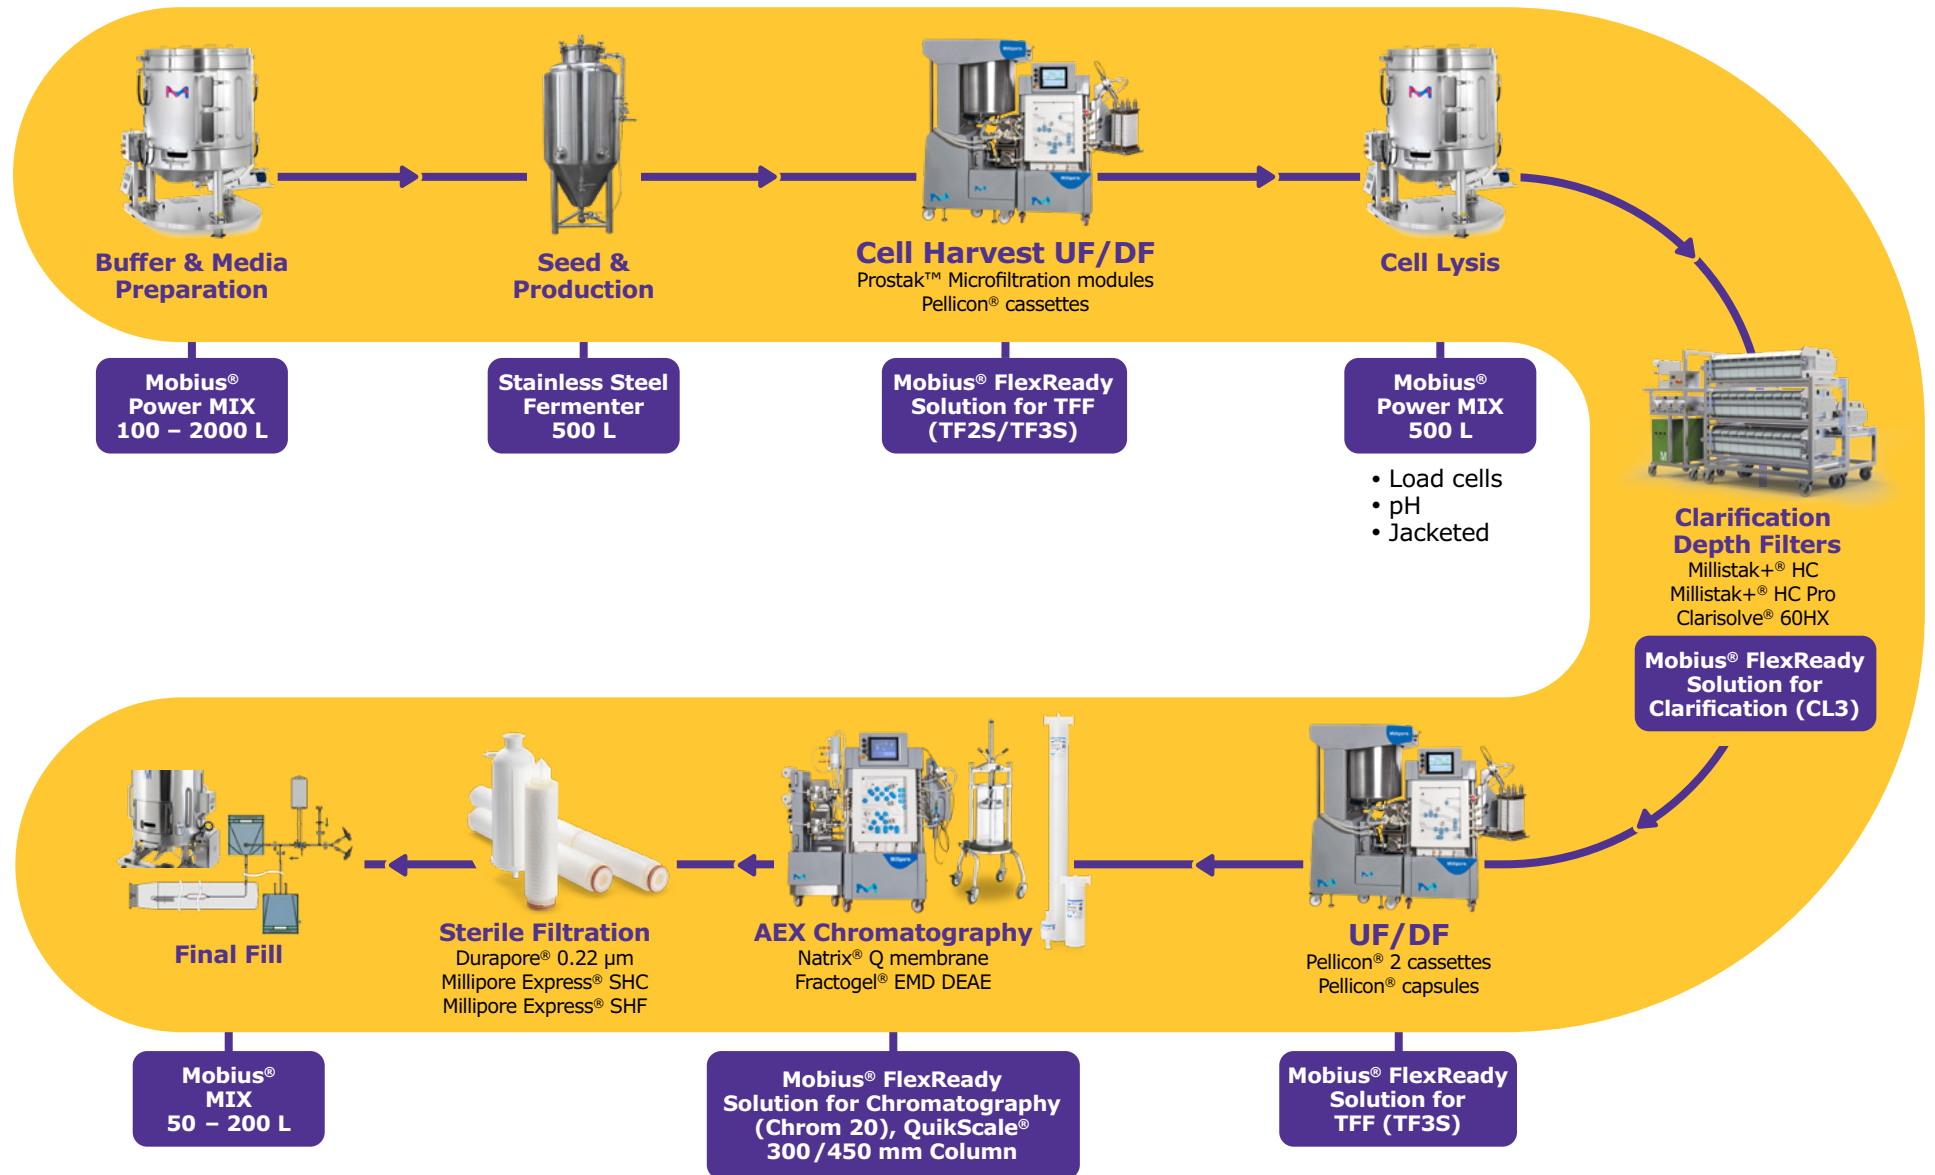 Buffer & Media
Preparation
Mobius®
Power MIX
100 – 2000 L
Seed &
Production
Stainless Steel
Fermenter
500 L
Cell Harvest UF/DF
Prostak™ Microfiltration modules
Pellicon® cassettes
Mobius® FlexReady
Solution for TFF
(TF2S/TF3S)
Cell Lysis
Mobius®
Power MIX
500 L
• Load cells
• pH
• Jacketed
Clarification
Depth Filters
Millistak+® HC
Millistak+® HC Pro
Clarisolve® 60HX
Mobius® FlexReady
Solution for
Clarification (CL3)
UF/DF
Pellicon® 2 cassettes
Pellicon® capsules
Mobius® FlexReady
Solution for
TFF (TF3S)
AEX Chromatography
Natrix® Q membrane
Fractogel® EMD DEAE
Mobius® FlexReady
Solution for Chromatography
(Chrom 20), QuikScale®
300/450 mm Column
Sterile Filtration
Durapore® 0.22 µm
Millipore Express® SHC
Millipore Express® SHF
Final Fill
Mobius®
MIX
50 – 200 L